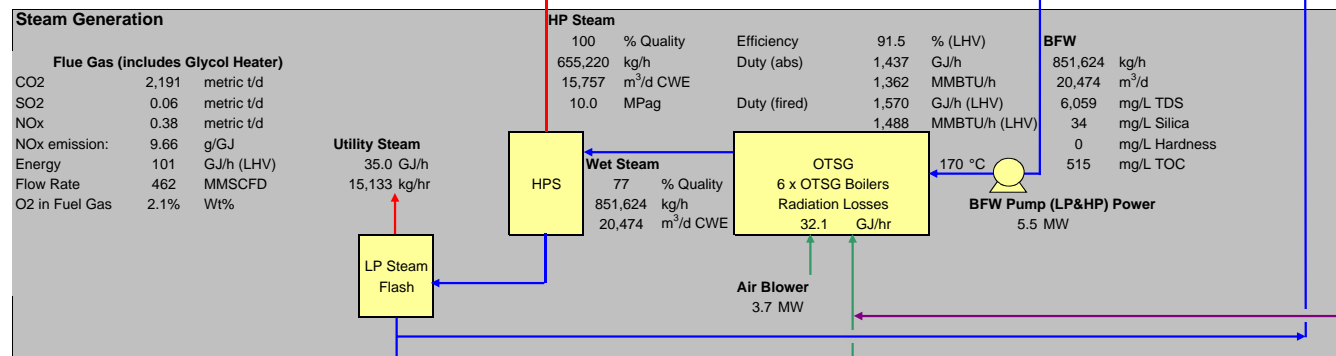 Steam Generation
Flue Gas (includes Glycol Heater)
CO2 2,191 metric t/d
SO2 0.06 metric t/d
NOx 0.38 metric t/d
NOx emission: 9.66 g/GJ
Energy 101 GJ/h (LHV)
Flow Rate 462 MMSCFD
O2 in Fuel Gas 2.1% Wt%
Utility Steam
35.0 GJ/h
15,133 kg/hr
LP Steam
Flash
HP Steam
100 % Quality
655,220 kg/h
15,757 m³/d CWE
10.0 MPag
HPS
Wet Steam
77 % Quality
851,624 kg/h
20,474 m³/d CWE
Efficiency 91.5 % (LHV)
Duty (abs) 1,437 GJ/h
1,362 MMBTU/h
Duty (fired) 1,570 GJ/h (LHV)
1,488 MMBTU/h (LHV)
OTSG
6 x OTSG Boilers
Radiation Losses
32.1 GJ/hr
Air Blower
3.7 MW
BFW
851,624 kg/h
20,474 m³/d
6,059 mg/L TDS
34 mg/L Silica
0 mg/L Hardness
515 mg/L TOC
170 °C
BFW Pump (LP&HP) Power
5.5 MW